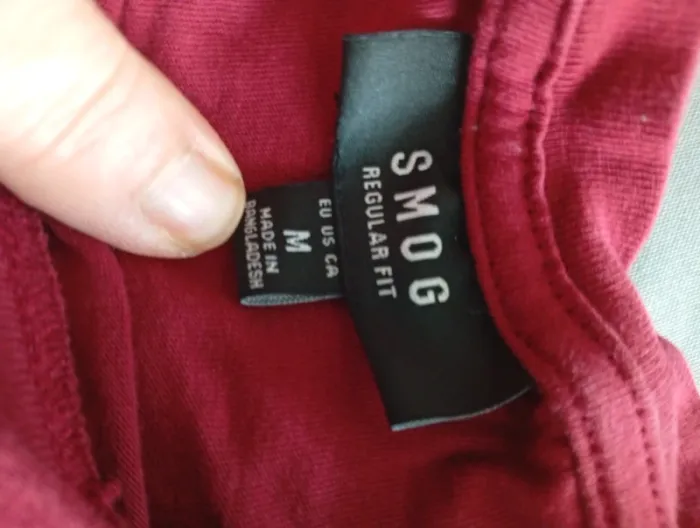 SMOG
REGULAR FIT
EU US CA
M
MADE IN
BANGLADESH